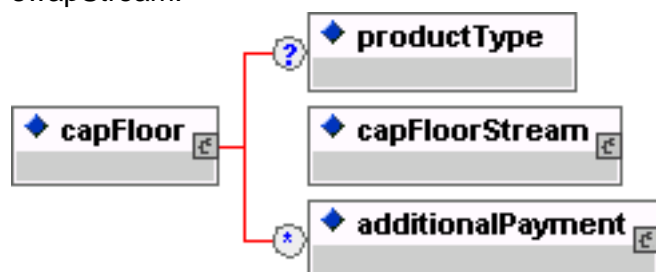 swapStream.
productType
capFloor
capFloorStream
additionalPayment